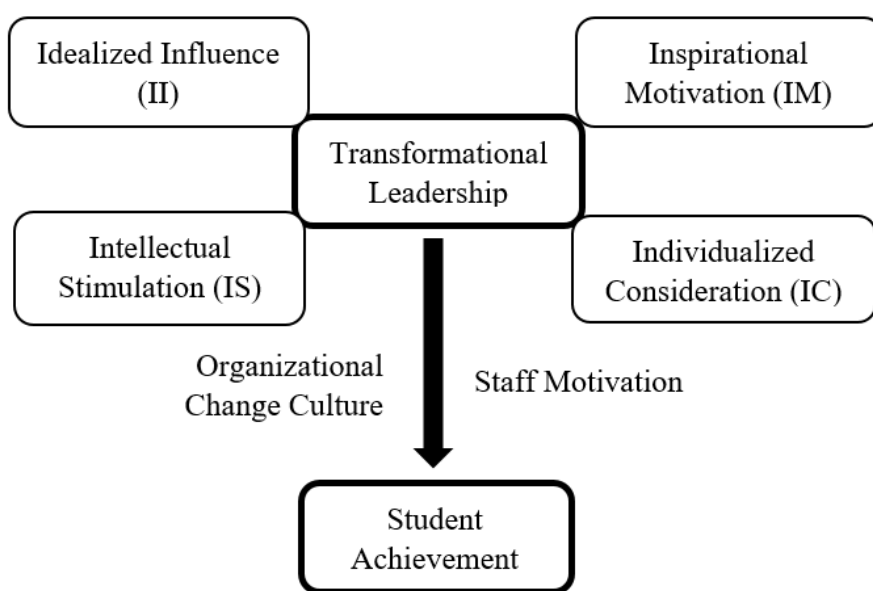 Idealized Influence
(II)
Inspirational
Motivation (IM)
Transformational
Leadership
Intellectual
Stimulation (IS)
Individualized
Consideration (IC)
Organizational
Change Culture
Staff Motivation
Student
Achievement